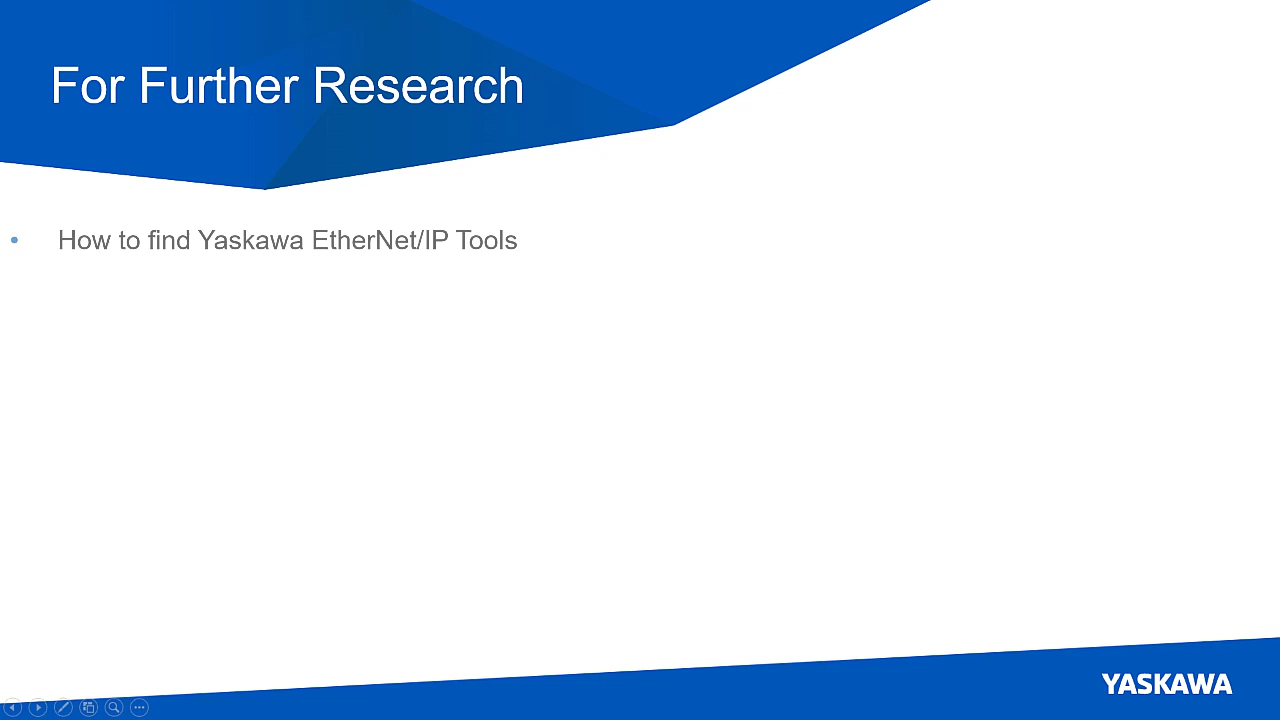 For Further Research
• How to find Yaskawa EtherNet/IP Tools
YASKAWA